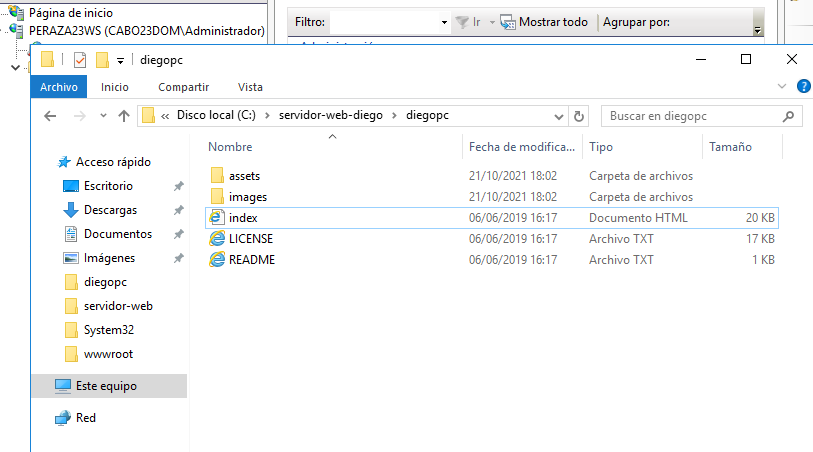 Página de inicio
PERAZA23WS (CABO23DOM\Administrador)
Filtro: Ir Mostrar todo Agrupar por:
diegopc
Archivo Inicio Compartir Vista
« Disco local (C:) > servidor-web-diego > diegopc
Buscar en diegopc
Nombre Fecha de modifica... Tipo Tamaño
assets 21/10/2021 18:02 Carpeta de archivos
images 21/10/2021 18:02 Carpeta de archivos
index 06/06/2019 16:17 Documento HTML 20 KB
LICENSE 06/06/2019 16:17 Archivo TXT 17 KB
README 06/06/2019 16:17 Archivo TXT 1 KB
Acceso rápido
Escritorio
Descargas
Documentos
Imágenes
diegopc
servidor-web
System32
wwwroot
Este equipo
Red